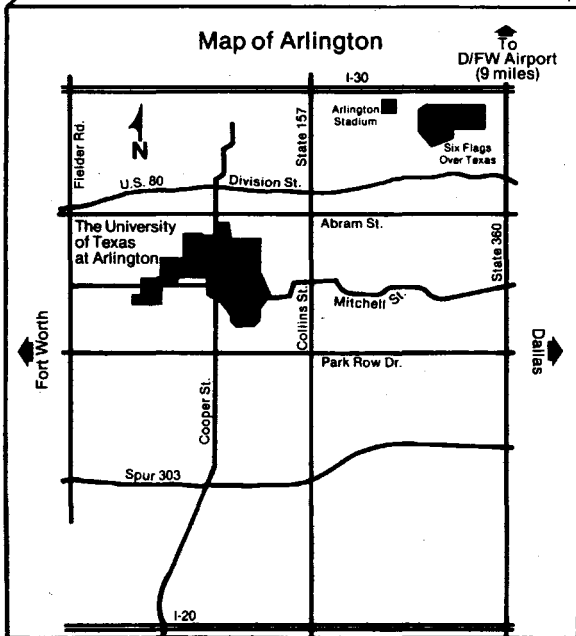 Map of Arlington
To
D/FW Airport
(9 miles)
I-30
Arlington
Stadium
Six Flags
Over Texas
Fielder Rd.
N
State 157
U.S. 80
Division St.
The University
of Texas
at Arlington
Abram St.
State 360
Collins St.
Mitchell St.
Fort Worth
Dallas
Park Row Dr.
Cooper St.
Spur 303
I-20